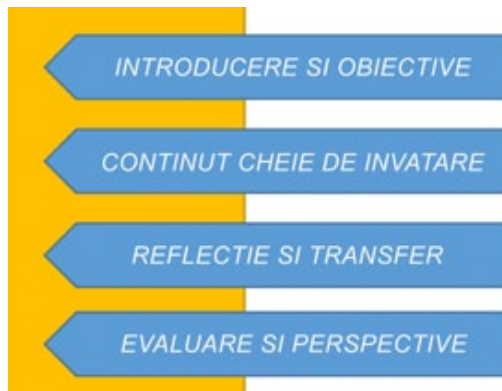 INTRODUCERE SI OBIECTIVE
CONTINUT CHEIE DE INVATARE
REFLECTIE SI TRANSFER
EVALUARE SI PERSPECTIVE